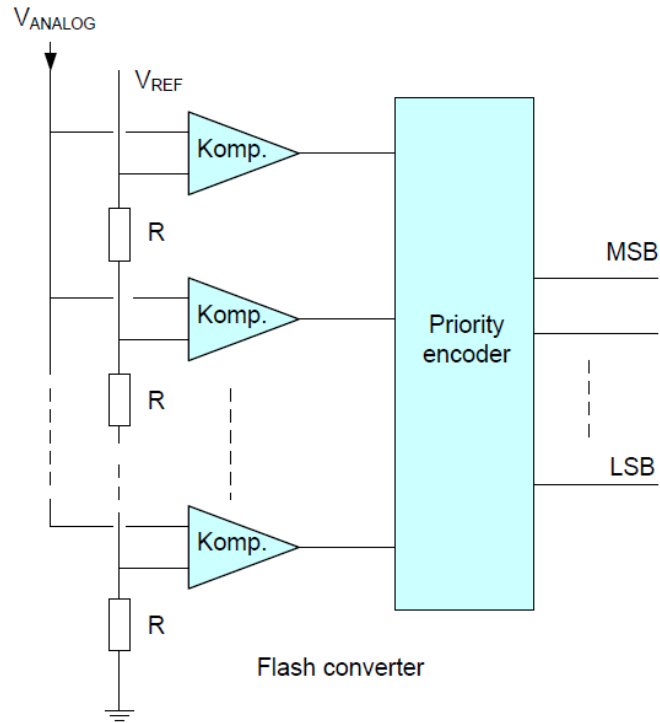 VANALOG
VREF
Komp.
R
MSB
Komp.
Priority
encoder
R
LSB
Komp.
R
Flash converter